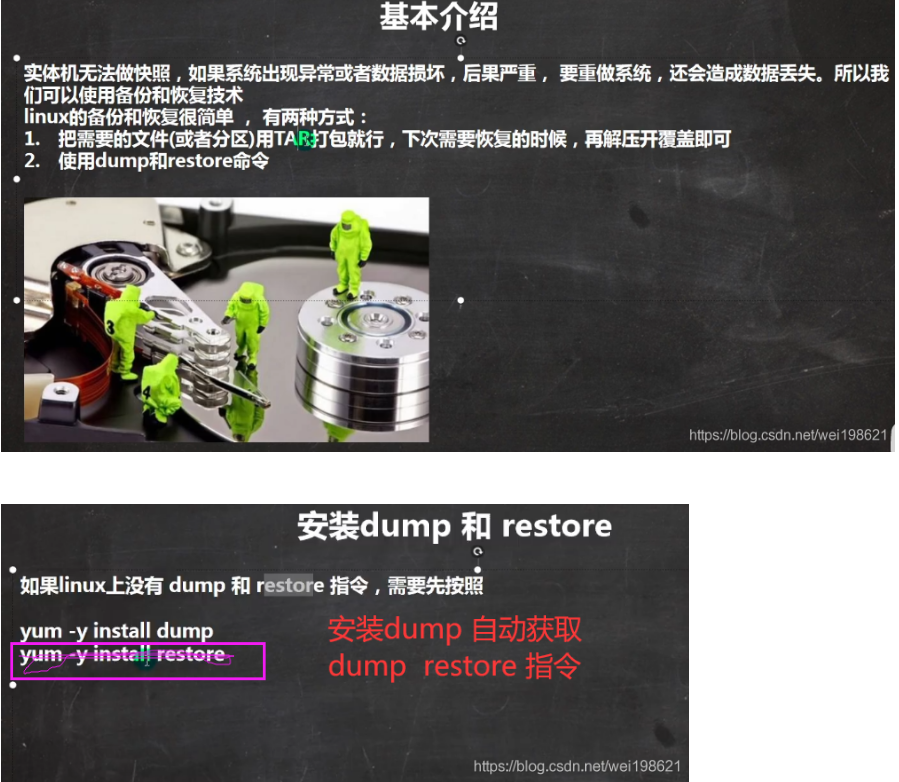 基本介绍
实体机无法做快照，如果系统出现异常或者数据损坏，后果严重， 要重做系统，还会造成数据丢失。所以我
们可以使用备份和恢复技术
linux的备份和恢复很简单 ， 有两种方式：
1. 把需要的文件(或者分区)用TAR打包就行，下次需要恢复的时候，再解压开覆盖即可
2. 使用dump和restore命令
3
4
https://blog.csdn.net/wei198621
安装dump 和 restore
如果linux上没有 dump 和 restore 指令，需要先按照
yum -y install dump
yum -y install restore
安装dump 自动获取
dump restore 指令
https://blog.csdn.net/wei198621